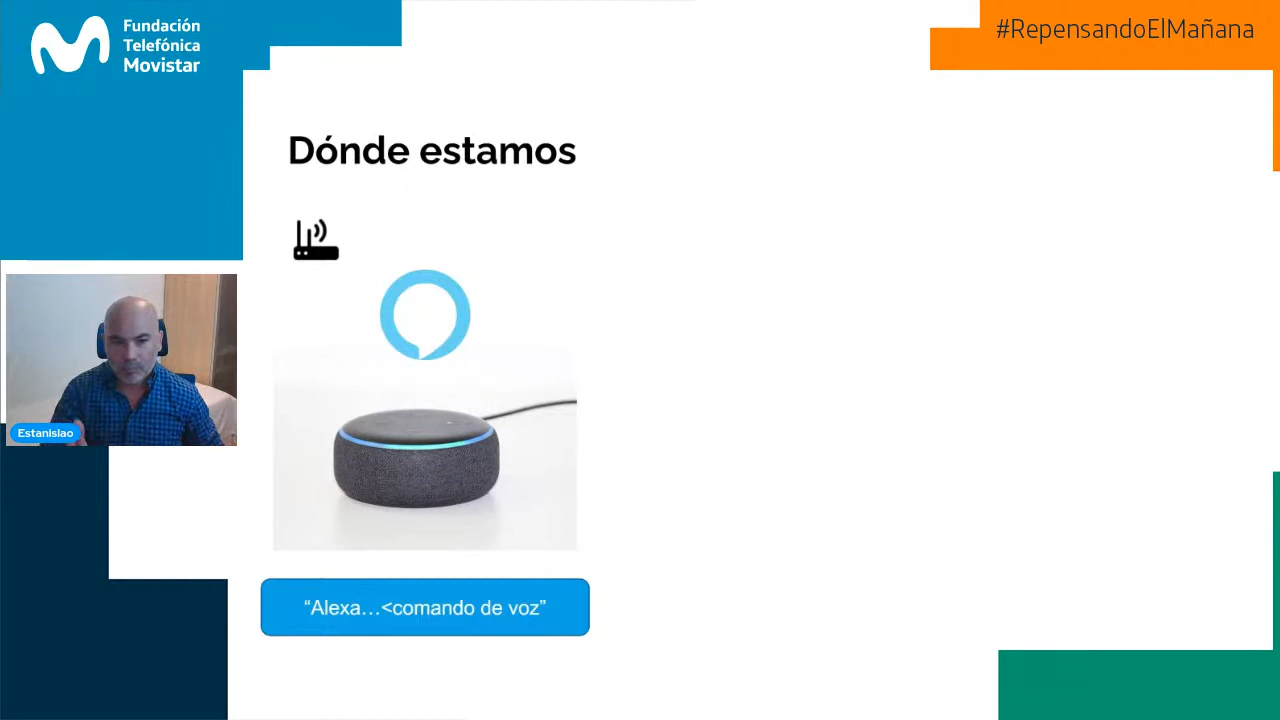 Fundación
Telefónica
Movistar
#RepensandoElMañana
Dónde estamos
Estanislao
“Alexa…<comando de voz”